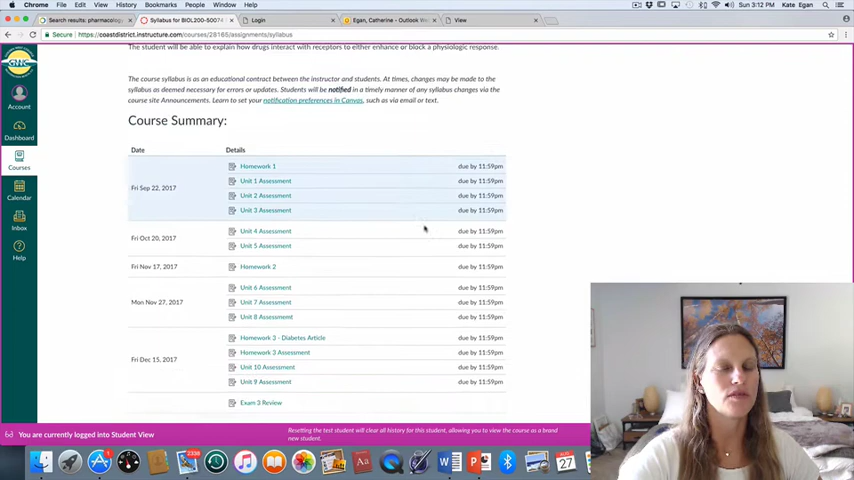 Chrome File Edit View History Bookmarks People Window Help
Sun 3:12 PM Kate Egan
Search results: pharmacolog
Syllabus for BIOL200-50074
Login
Egan, Catherine - Outlook We
View
Kate
Secure https://coastdistrict.instructure.com/courses/28165/assignments/syllabus
The student will be able to explain how drugs interact with receptors to either enhance or block a physiologic response.
The course syllabus is as an educational contract between the instructor and students. At times, changes may be made to the
syllabus as deemed necessary for errors or updates. Students will be notified in a timely manner of any syllabus changes via the
course site Announcements. Learn to set your notification preferences in Canvas, such as via email or text.
Account
Dashboard
Courses
Calendar
Inbox
Help
Course Summary:
Date Details
Fri Sep 22, 2017
Homework 1 due by 11:59pm
Unit 1 Assessment due by 11:59pm
Unit 2 Assessment due by 11:59pm
Unit 3 Assessment due by 11:59pm
Fri Oct 20, 2017
Unit 4 Assessment due by 11:59pm
Unit 5 Assessment due by 11:59pm
Fri Nov 17, 2017 Homework 2 due by 11:59pm
Mon Nov 27, 2017
Unit 6 Assessment due by 11:59pm
Unit 7 Assessment due by 11:59pm
Unit 8 Assessemt due by 11:59pm
Fri Dec 15, 2017
Homework 3 - Diabetes Article due by 11:59pm
Homework 3 Assessment due by 11:59pm
Unit 10 Assessment due by 11:59pm
Unit 9 Assessment due by 11:59pm
Exam 3 Review
You are currently logged into Student View
Resetting the test student will clear all history for this student, allowing you to view the course as a brand
new student.